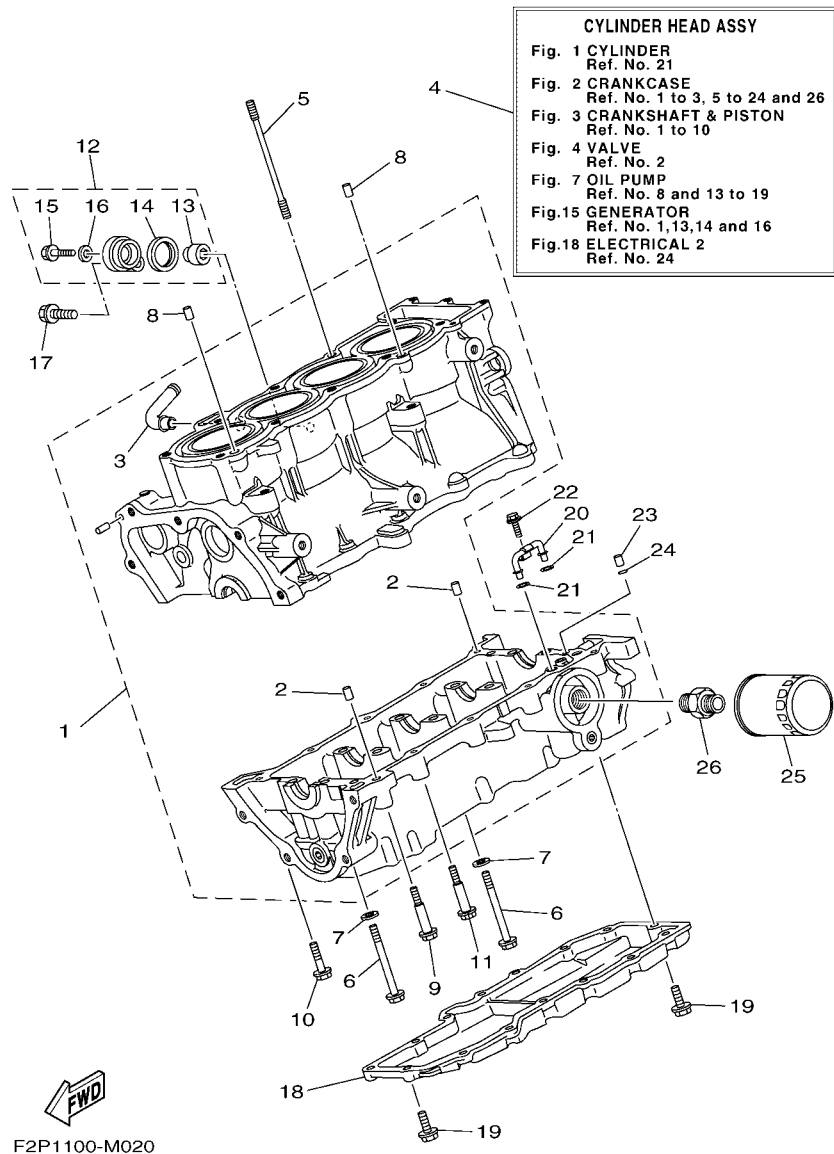 CYLINDER HEAD ASSY
Fig. 1 CYLINDER
Ref. No. 21
Fig. 2 CRANKCASE
Ref. No. 1 to 3, 5 to 24 and 26
Fig. 3 CRANKSHAFT & PISTON
Ref. No. 1 to 10
Fig. 4 VALVE
Ref. No. 2
Fig. 7 OIL PUMP
Ref. No. 8 and 13 to 19
Fig.15 GENERATOR
Ref. No. 1,13,14 and 16
Fig.18 ELECTRICAL 2
Ref. No. 24
4
5
8
12
15
16
14
13
8
17
3
22
20
23
21
24
2
21
2
1
26
25
7
6
7
11
6
9
10
19
18
19
FWD
F2P1100-M020